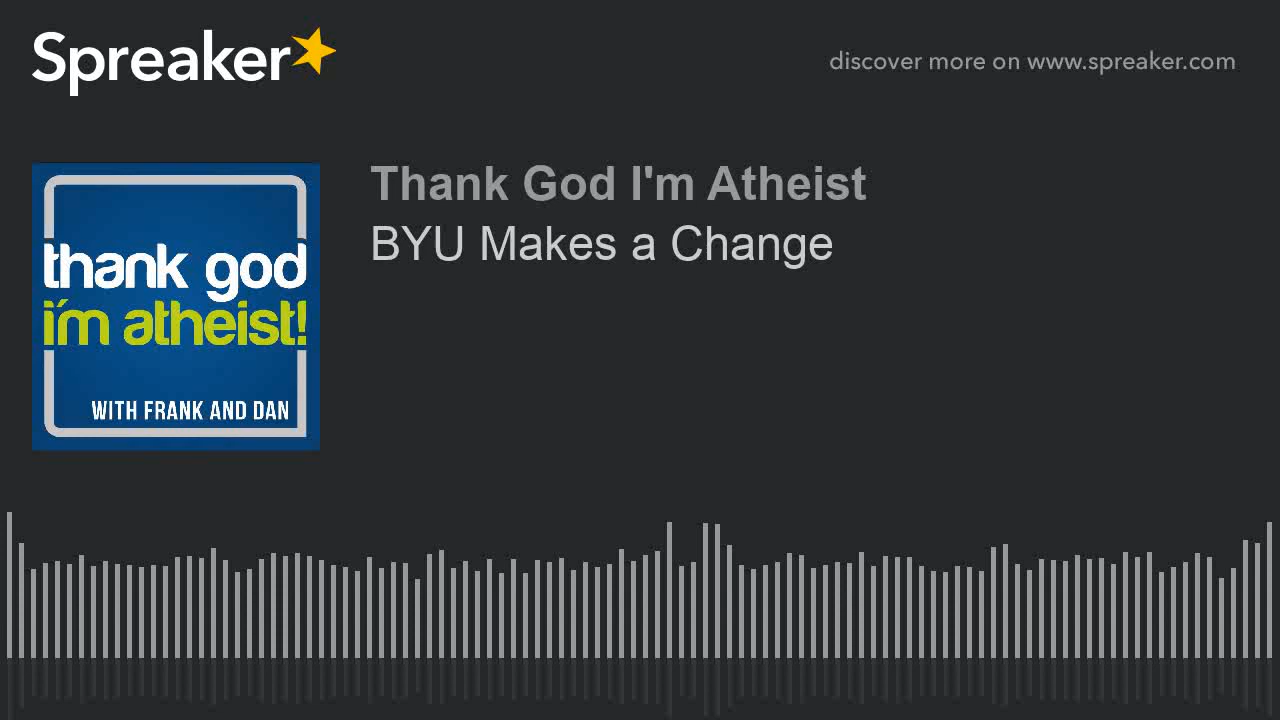 Spreaker
discover more on www.spreaker.com
Thank God I'm Atheist
BYU Makes a Change
thank god
i'm atheist!
WITH FRANK AND DAN